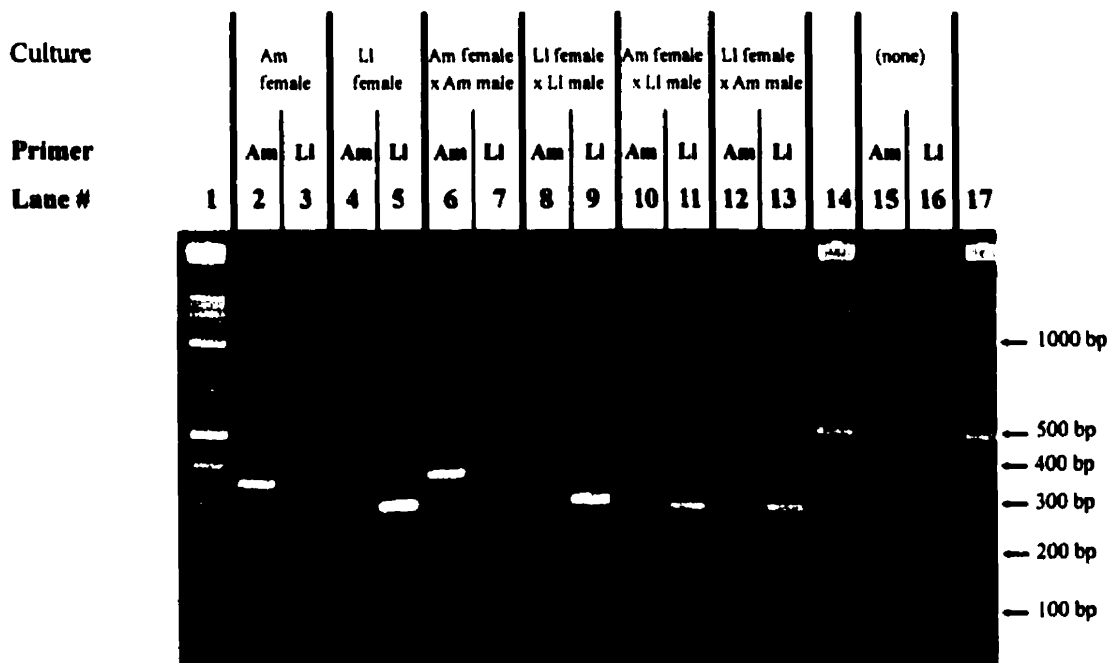 Culture
Am female
Ll female
Am female x Am male
Ll female x Ll male
Am female x Ll male
Ll female x Am male
(none)
Primer Am Ll Am Ll Am Ll Am Ll Am Ll Am Ll Am Ll
Lane # 1 2 3 4 5 6 7 8 9 10 11 12 13 14 15 16 17
1000 bp
500 bp
400 bp
300 bp
200 bp
100 bp